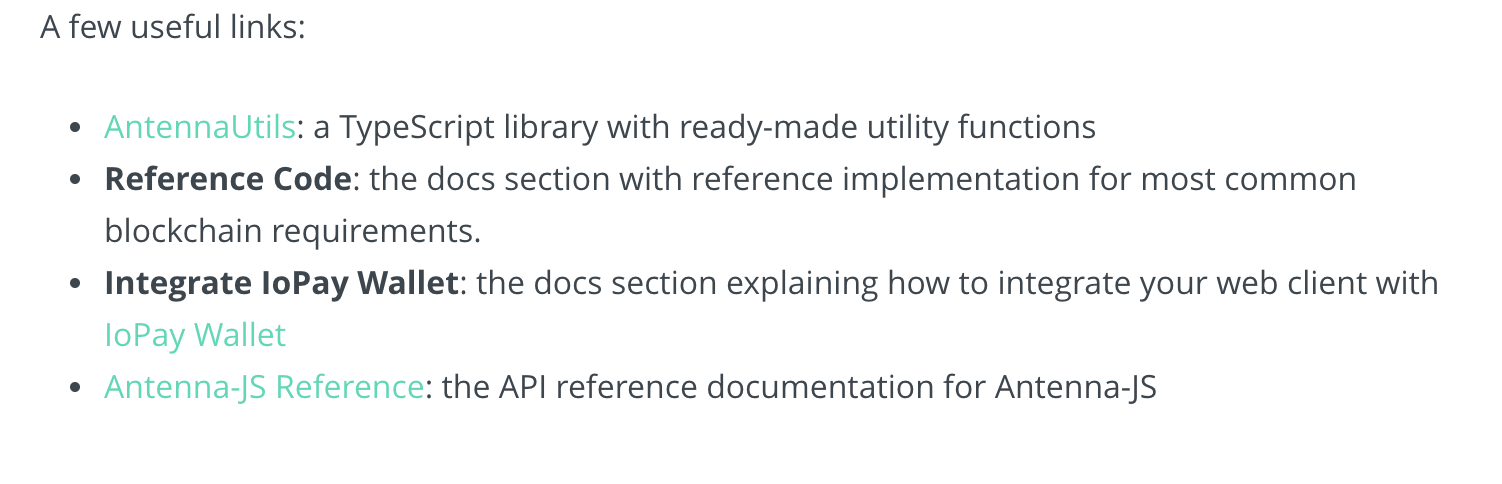 A few useful links:
• AntennaUtils: a TypeScript library with ready-made utility functions
• Reference Code: the docs section with reference implementation for most common
blockchain requirements.
• Integrate IoPay Wallet: the docs section explaining how to integrate your web client with
IoPay Wallet
• Antenna-JS Reference: the API reference documentation for Antenna-JS